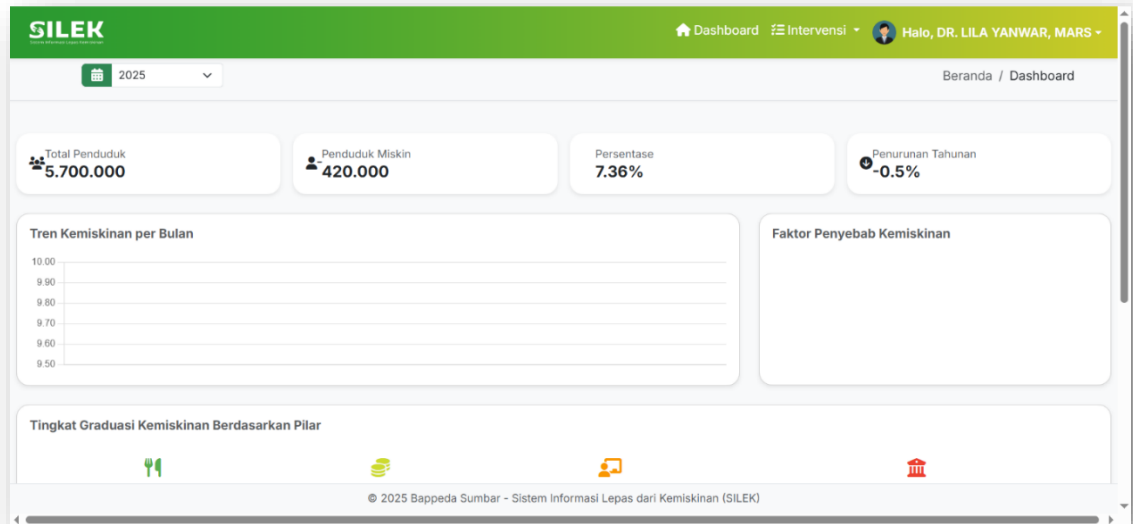 SILEK
Dashboard Intervensi Halo, DR. LILA YANWAR, MARS
2025
Beranda / Dashboard
Total Penduduk
5.700.000
Penduduk Miskin
420.000
Persentase
7.36%
Penurunan Tahunan
-0.5%
Tren Kemiskinan per Bulan
10.00
9.90
9.80
9.70
9.60
9.50
Faktor Penyebab Kemiskinan
Tingkat Graduasi Kemiskinan Berdasarkan Pilar
© 2025 Bappeda Sumbar - Sistem Informasi Lepas dari Kemiskinan (SILEK)